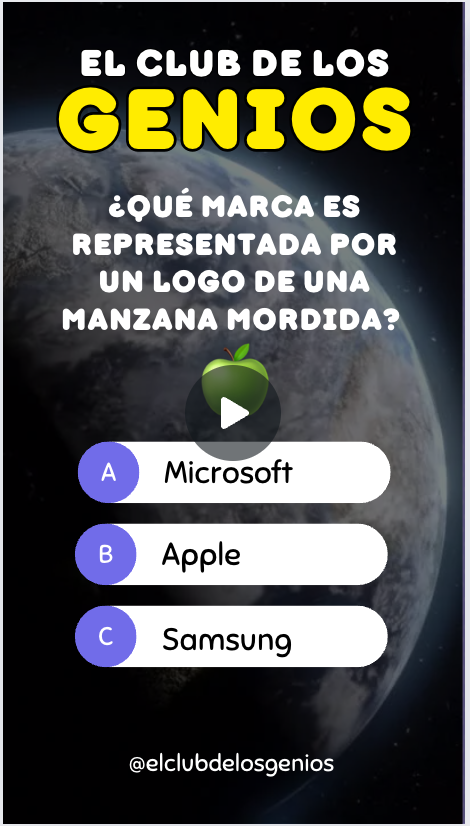 EL CLUB DE LOS
GENIOS
¿QUÉ MARCA ES
REPRESENTADA POR
UN LOGO DE UNA
MANZANA MORDIDA?
A Microsoft
B Apple
C Samsung
@elclubdelosgenios